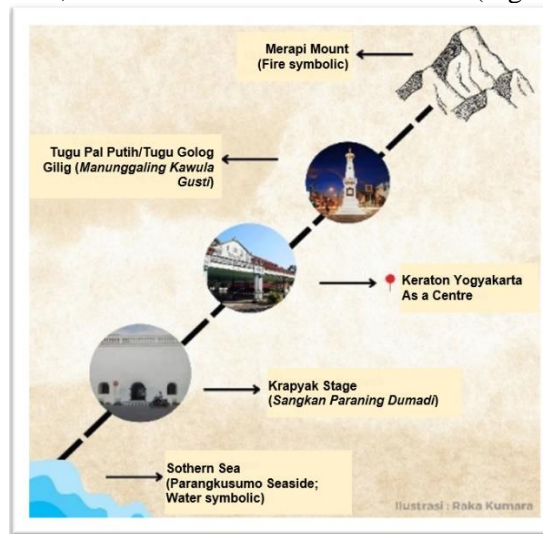 Merapi Mount
(Fire symbolic)
Tugu Pal Putih/Tugu Golog
Gilig (Manunggaling Kawula
Gusti)
Keraton Yogyakarta
As a Centre
Krapyak Stage
(Sangkan Paraning Dumadi)
Sothern Sea
(Parangkusumo Seaside;
Water symbolic)
Ilustrasi : Raka Kumara